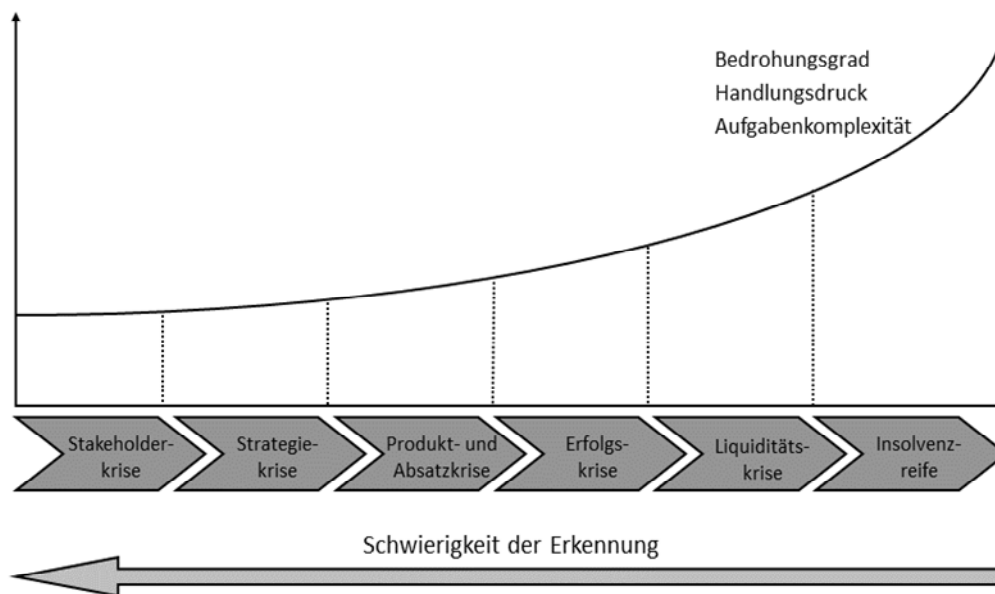 Bedrohungsgrad
Handlungsdruck
Aufgabenkomplexität
Stakeholder-
krise
Strategie-
krise
Produkt- und
Absatzkrise
Erfolgs-
krise
Liquiditäts-
krise
Insolvenz-
reife
Schwierigkeit der Erkennung